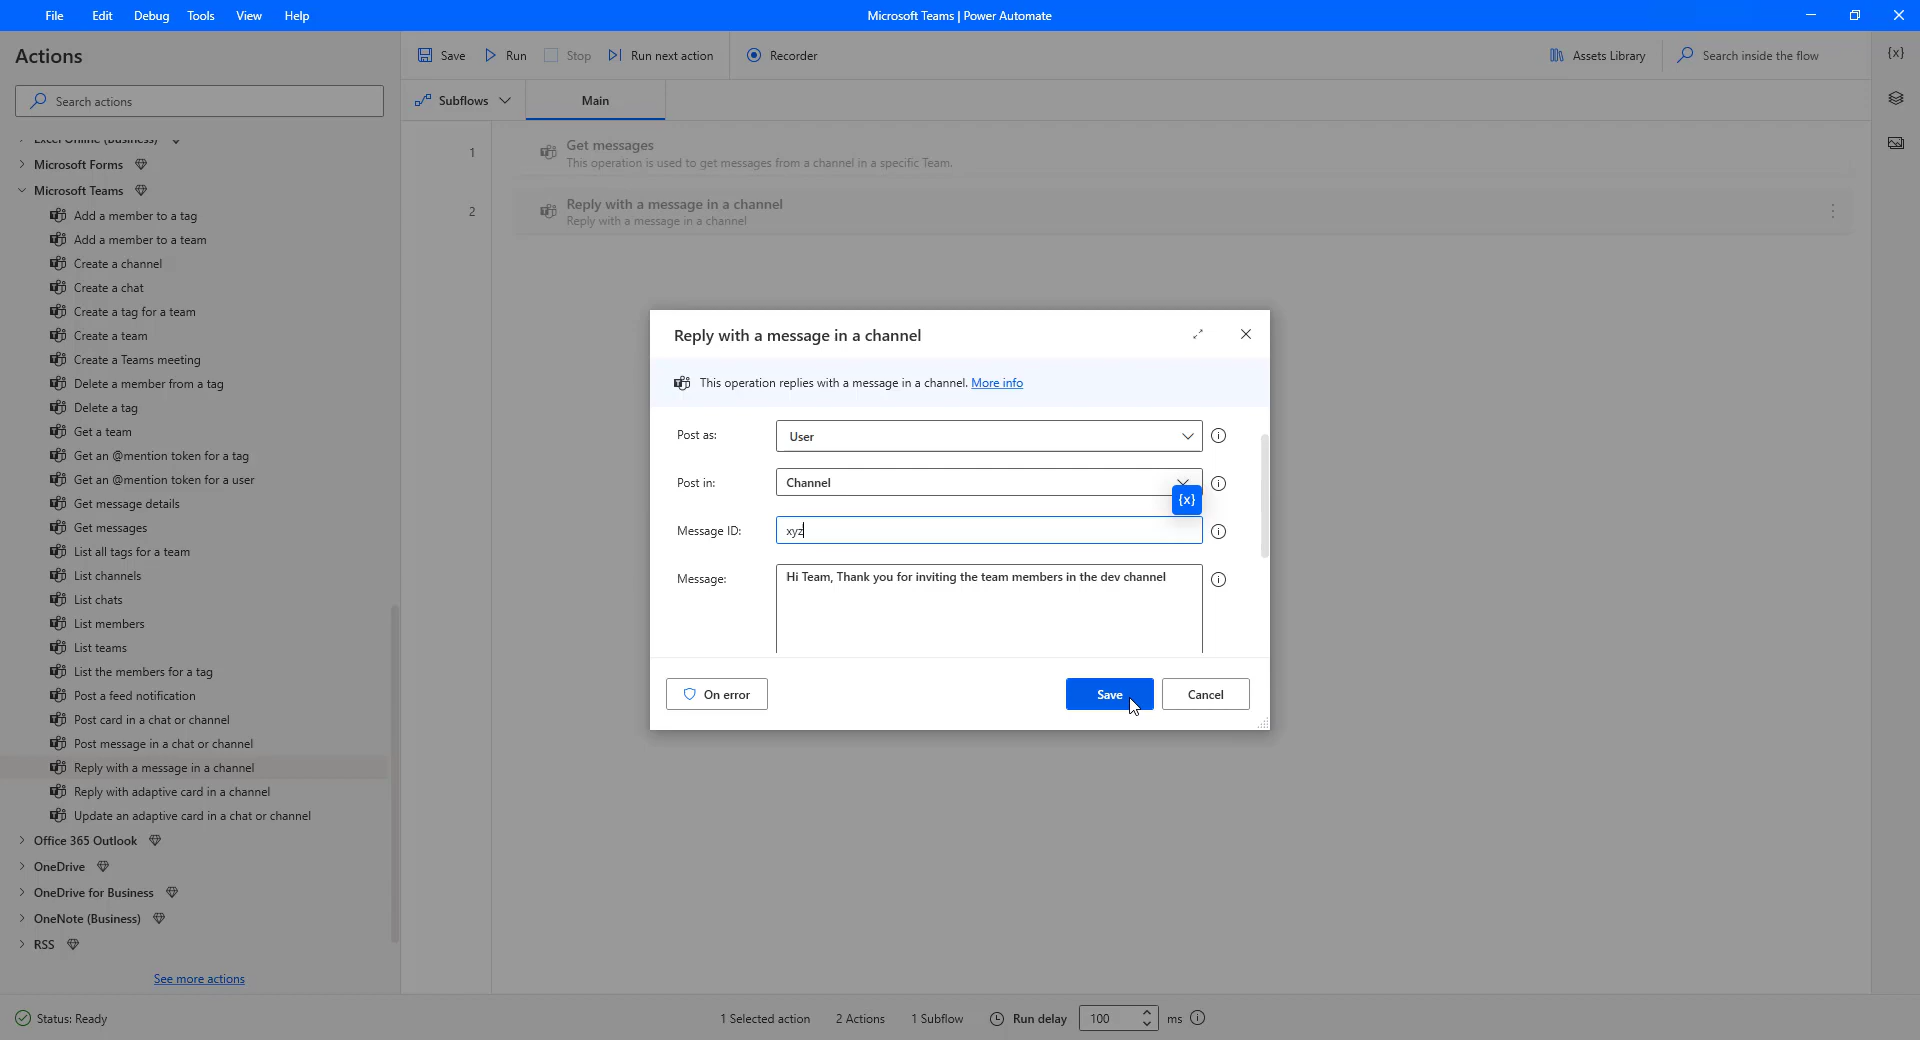 File Edit Debug Tools View Help
Microsoft Teams | Power Automate
Actions
Search actions
Excel Online (Business)
Microsoft Forms
Microsoft Teams
Add a member to a tag
Add a member to a team
Create a channel
Create a chat
Create a tag for a team
Create a team
Create a Teams meeting
Delete a member from a tag
Delete a tag
Get a team
Get an @mention token for a tag
Get an @mention token for a user
Get message details
Get messages
List all tags for a team
List channels
List chats
List members
List teams
List the members for a tag
Post a feed notification
Post card in a chat or channel
Post message in a chat or channel
Reply with a message in a channel
Reply with adaptive card in a channel
Update an adaptive card in a chat or channel
Office 365 Outlook
OneDrive
OneDrive for Business
OneNote (Business)
RSS
See more actions
Save Run Stop Run next action Recorder
Assets Library Search inside the flow
{x}
Subflows Main
1 Get messages
This operation is used to get messages from a channel in a specific Team.
2 Reply with a message in a channel
Reply with a message in a channel
Reply with a message in a channel
This operation replies with a message in a channel. More info
Post as: User
Post in: Channel
{x}
Message ID: xyz
Message: Hi Team, Thank you for inviting the team members in the dev channel
On error Save Cancel
Status: Ready 1 Selected action 2 Actions 1 Subflow Run delay 100 ms